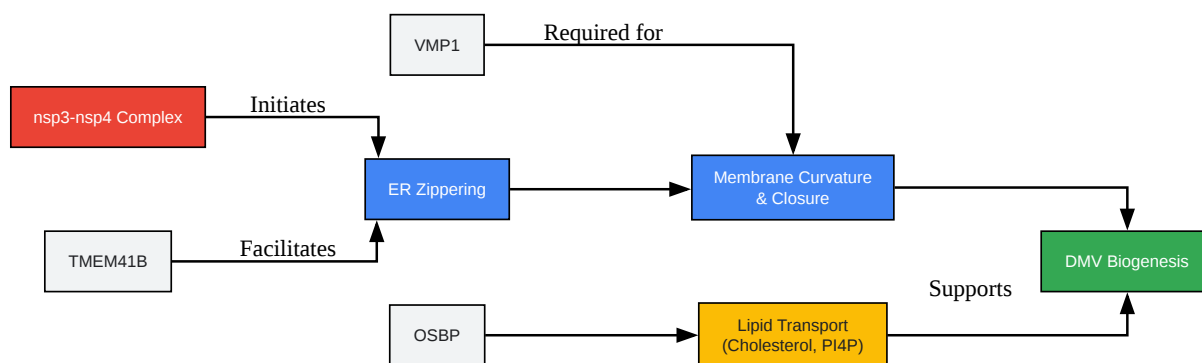 VMP1
Required for
nsp3-nsp4 Complex
Initiates
ER Zippering
Membrane Curvature
& Closure
TMEM41B
Facilitates
DMV Biogenesis
Supports
OSBP
Lipid Transport
(Cholesterol, PI4P)